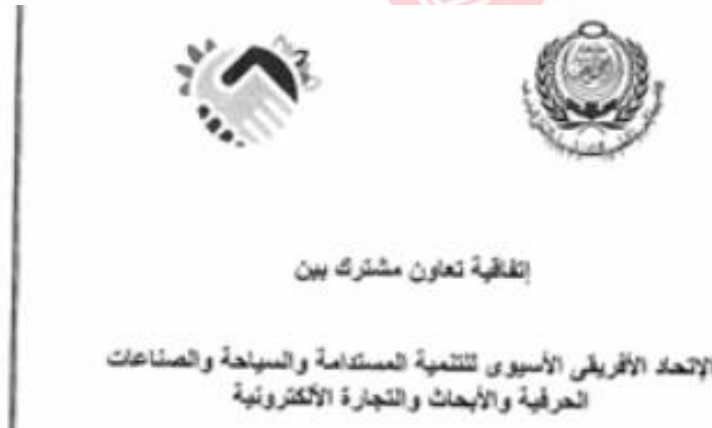 إتفاقية تعاون مشترك بين
الإتحاد الأفريقى الأسيوى للتنمية المستدامة والسياحة والصناعات
الحرفية والأبحاث والتجارة الألكترونية